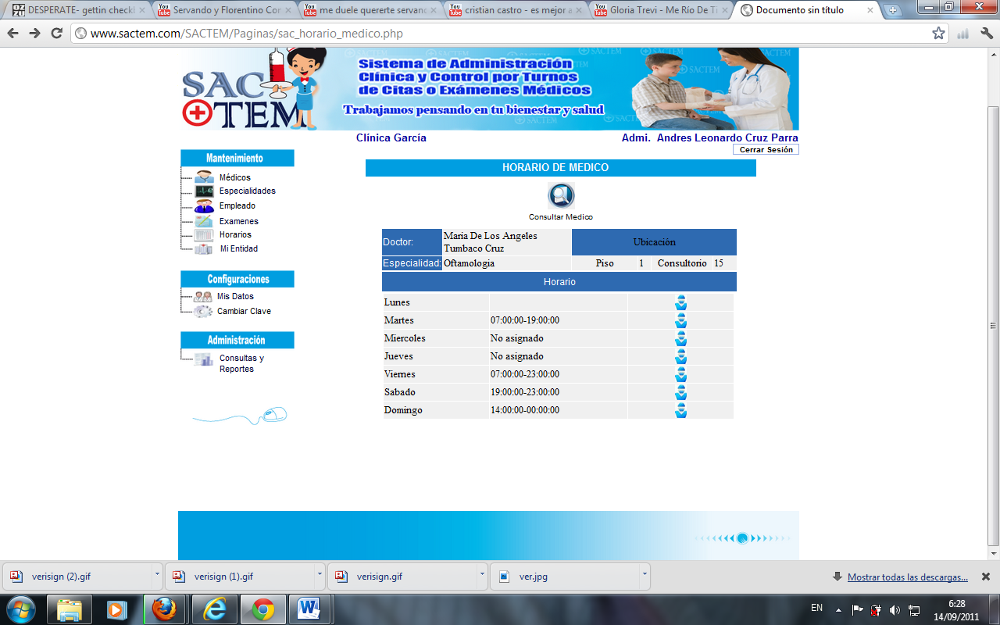 DESPERATE- gettin checkl
Servando y Florentino Con
me duele quererte servand
cristian castro - es mejor a
Gloria Trevi - Me Río De Ti
Documento sin título
www.sactem.com/SACTEM/Paginas/sac_horario_medico.php
SAC TEM
Sistema de Administración
Clínica y Control por Turnos
de Citas o Exámenes Médicos
Trabajamos pensando en tu bienestar y salud
SACTEM
Clínica García
Admi. Andres Leonardo Cruz Parra
Cerrar Sesión
Mantenimiento
Médicos
Especialidades
Empleado
Examenes
Horarios
Mi Entidad
Configuraciones
Mis Datos
Cambiar Clave
Administración
Consultas y
Reportes
HORARIO DE MEDICO
Consultar Medico
Doctor: Maria De Los Angeles
Tumbaco Cruz
Ubicación
Especialidad: Oftamologia Piso 1 Consultorio 15
Horario
Lunes
Martes 07:00:00-19:00:00
Miercoles No asignado
Jueves No asignado
Viernes 07:00:00-23:00:00
Sabado 19:00:00-23:00:00
Domingo 14:00:00-00:00:00
verisign (2).gif
verisign (1).gif
verisign.gif
ver.jpg
Mostrar todas las descargas...
EN
6:28
14/09/2011